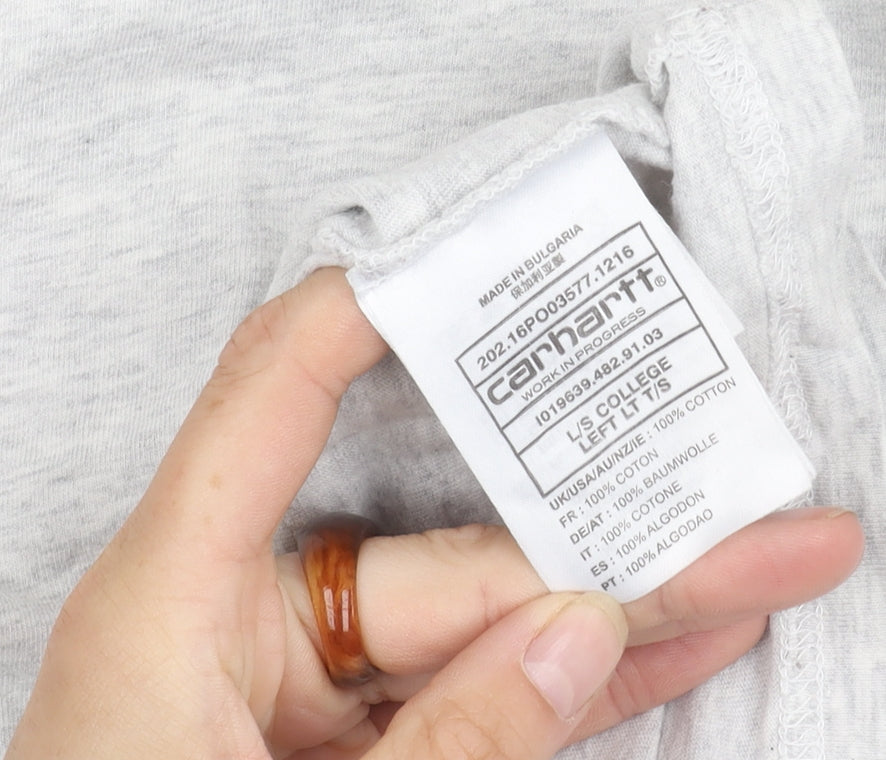 MADE IN BULGARIA
保加利亚製
202.16PO03577.1216
carhartt®
WORK IN PROGRESS
I019639.482.91.03
L/S COLLEGE
LEFT LT T/S
UK/USA/AU/NZ/IE : 100% COTTON
FR : 100% COTON
DE/AT : 100% BAUMWOLLE
IT : 100% COTONE
ES : 100% ALGODON
PT : 100% ALGODAO